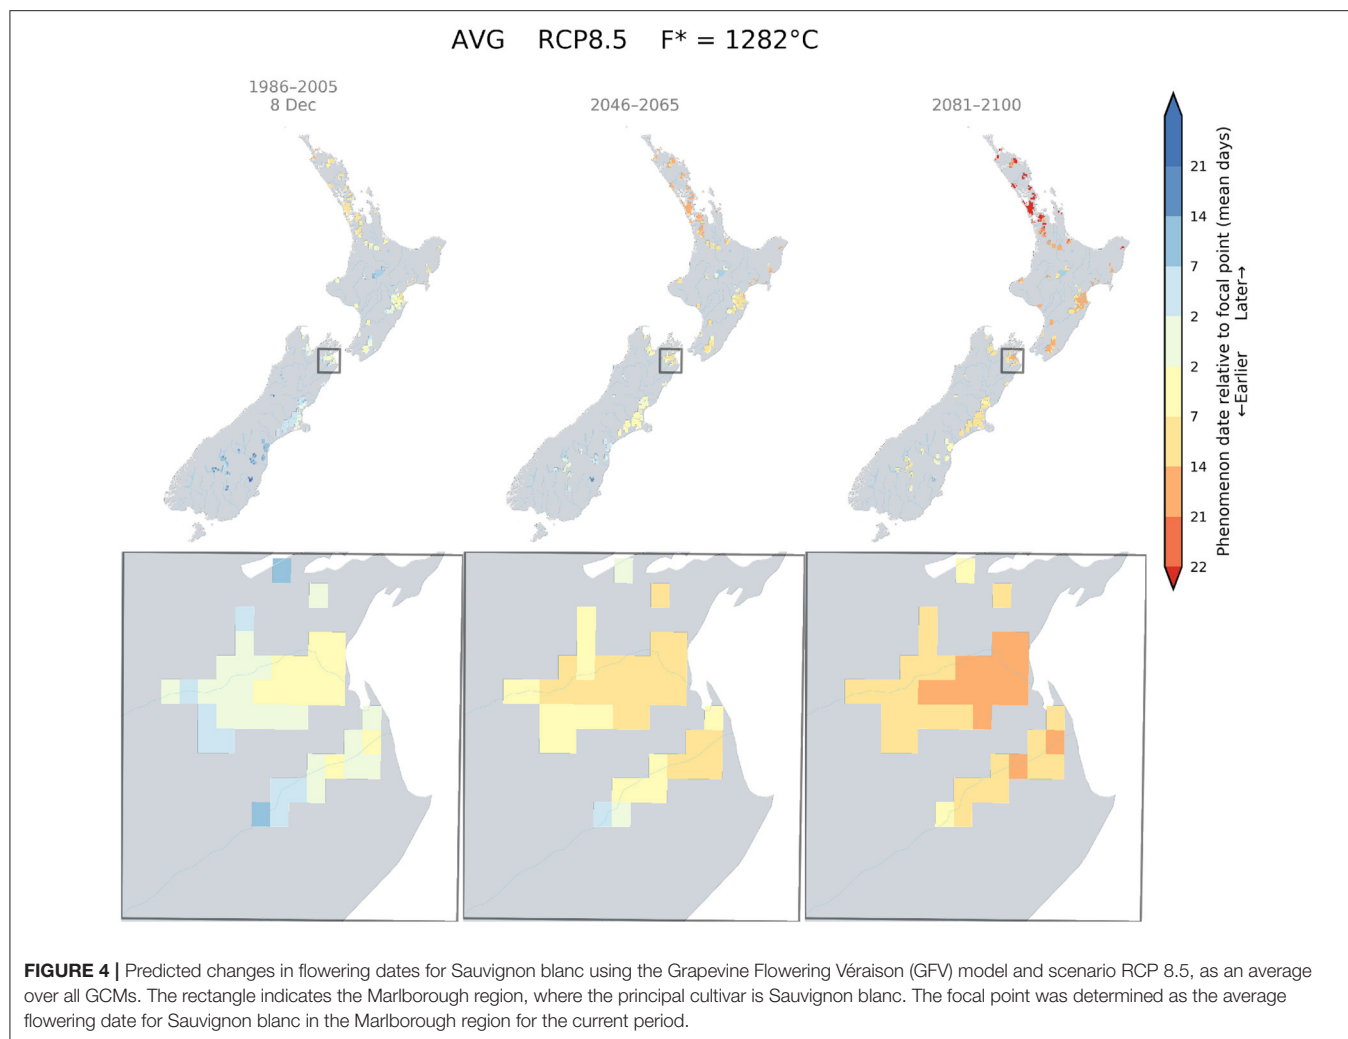 AVG RCP8.5 F* = 1282°C
1986–2005
8 Dec
2046–2065
2081–2100
21
14
7
2
2
7
14
21
22
Phenomenon date relative to focal point (mean days)
←Earlier Later→
FIGURE 4 | Predicted changes in flowering dates for Sauvignon blanc using the Grapevine Flowering Véraison (GFV) model and scenario RCP 8.5, as an average
over all GCMs. The rectangle indicates the Marlborough region, where the principal cultivar is Sauvignon blanc. The focal point was determined as the average
flowering date for Sauvignon blanc in the Marlborough region for the current period.